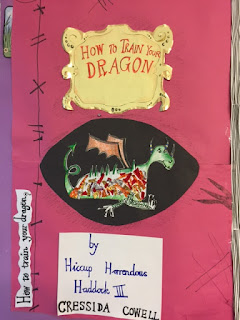 HOW TO TRAIN YOUR
DRAGON
by
Hiccup Horrendous
Haddock III
CRESSIDA COWELL
How to train your dragon,